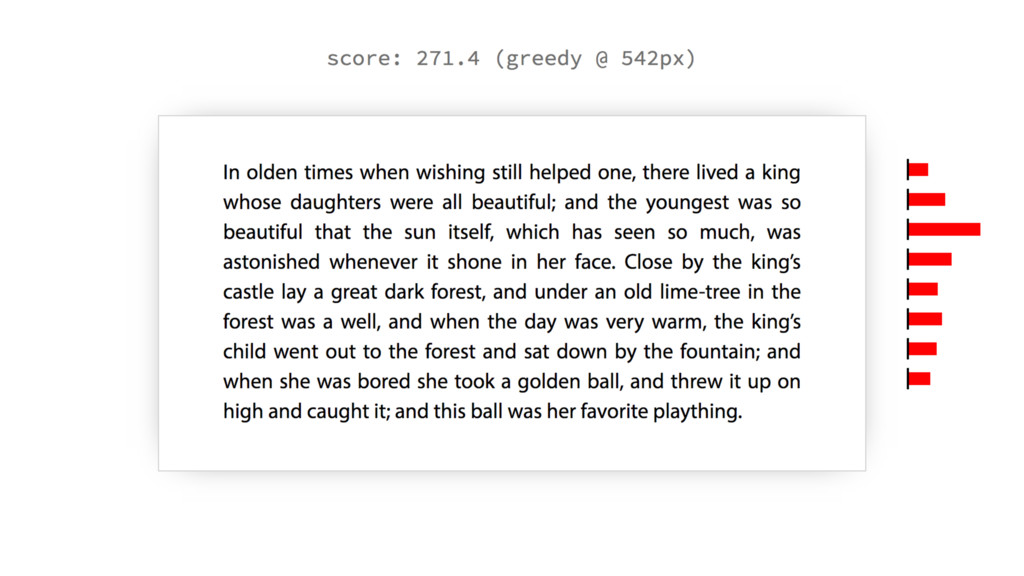 score: 271.4 (greedy @ 542px)
In olden times when wishing still helped one, there lived a king
whose daughters were all beautiful; and the youngest was so
beautiful that the sun itself, which has seen so much, was
astonished whenever it shone in her face. Close by the king’s
castle lay a great dark forest, and under an old lime-tree in the
forest was a well, and when the day was very warm, the king’s
child went out to the forest and sat down by the fountain; and
when she was bored she took a golden ball, and threw it up on
high and caught it; and this ball was her favorite plaything.